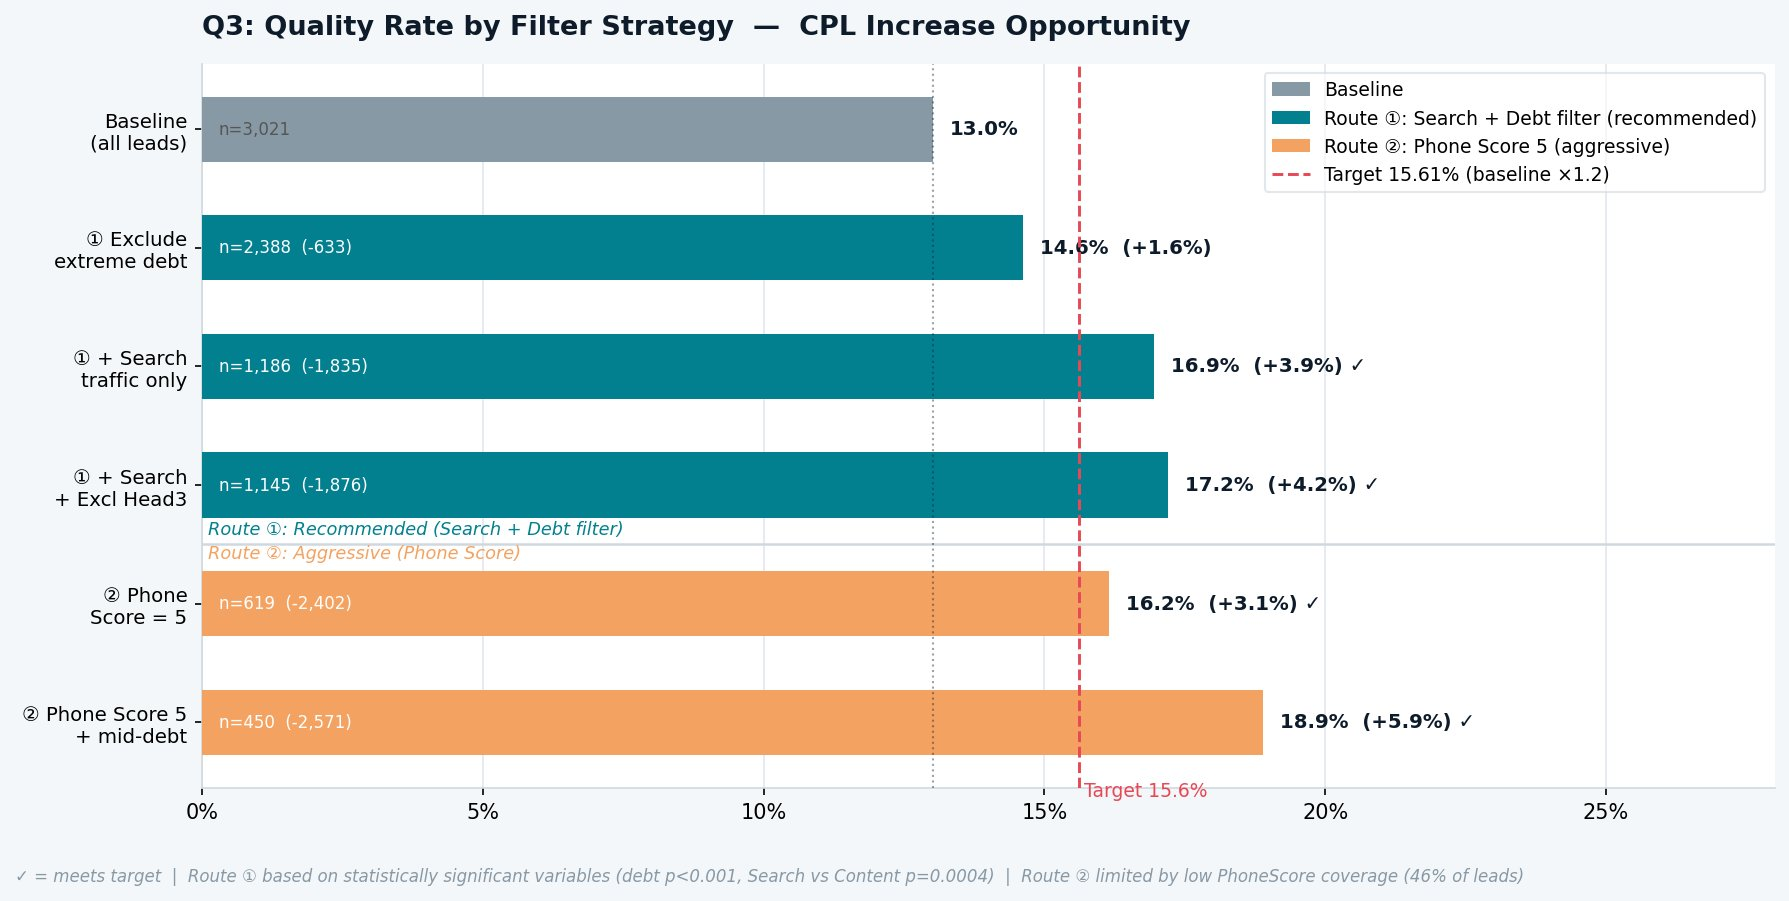 Q3: Quality Rate by Filter Strategy — CPL Increase Opportunity
Baseline
Route ①: Search + Debt filter (recommended)
Route ②: Phone Score 5 (aggressive)
Target 15.61% (baseline ×1.2)
Baseline
(all leads)
n=3,021
13.0%
① Exclude
extreme debt
n=2,388 (-633)
14.6% (+1.6%)
① + Search
traffic only
n=1,186 (-1,835)
16.9% (+3.9%) ✓
① + Search
+ Excl Head3
n=1,145 (-1,876)
17.2% (+4.2%) ✓
Route ①: Recommended (Search + Debt filter)
Route ②: Aggressive (Phone Score)
② Phone
Score = 5
n=619 (-2,402)
16.2% (+3.1%) ✓
② Phone Score 5
+ mid-debt
n=450 (-2,571)
18.9% (+5.9%) ✓
Target 15.6%
0%
5%
10%
15%
20%
25%
✓ = meets target | Route ① based on statistically significant variables (debt p<0.001, Search vs Content p=0.0004) | Route ② limited by low PhoneScore coverage (46% of leads)